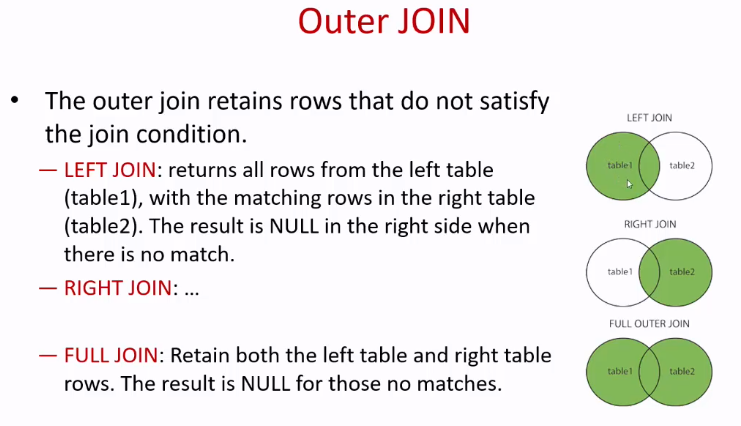 Outer JOIN
• The outer join retains rows that do not satisfy
the join condition.
— LEFT JOIN: returns all rows from the left table
(table1), with the matching rows in the right table
(table2). The result is NULL in the right side when
there is no match.
— RIGHT JOIN: ...
— FULL JOIN: Retain both the left table and right table
rows. The result is NULL for those no matches.
LEFT JOIN
table1 table2
RIGHT JOIN
table1 table2
FULL OUTER JOIN
table1 table2